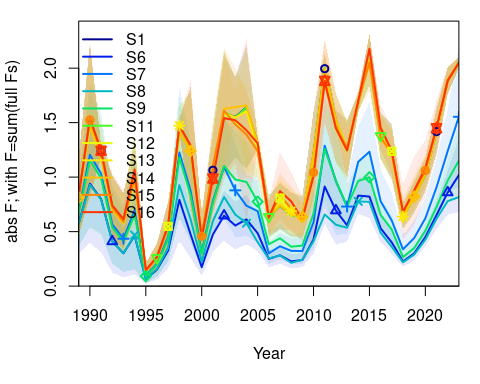 S1
S6
S7
S8
S9
S11
S12
S13
S14
S15
S16
abs F; with F=sum(full Fs)
2.0
1.5
1.0
0.5
0.0
1990 1995 2000 2005 2010 2015 2020
Year